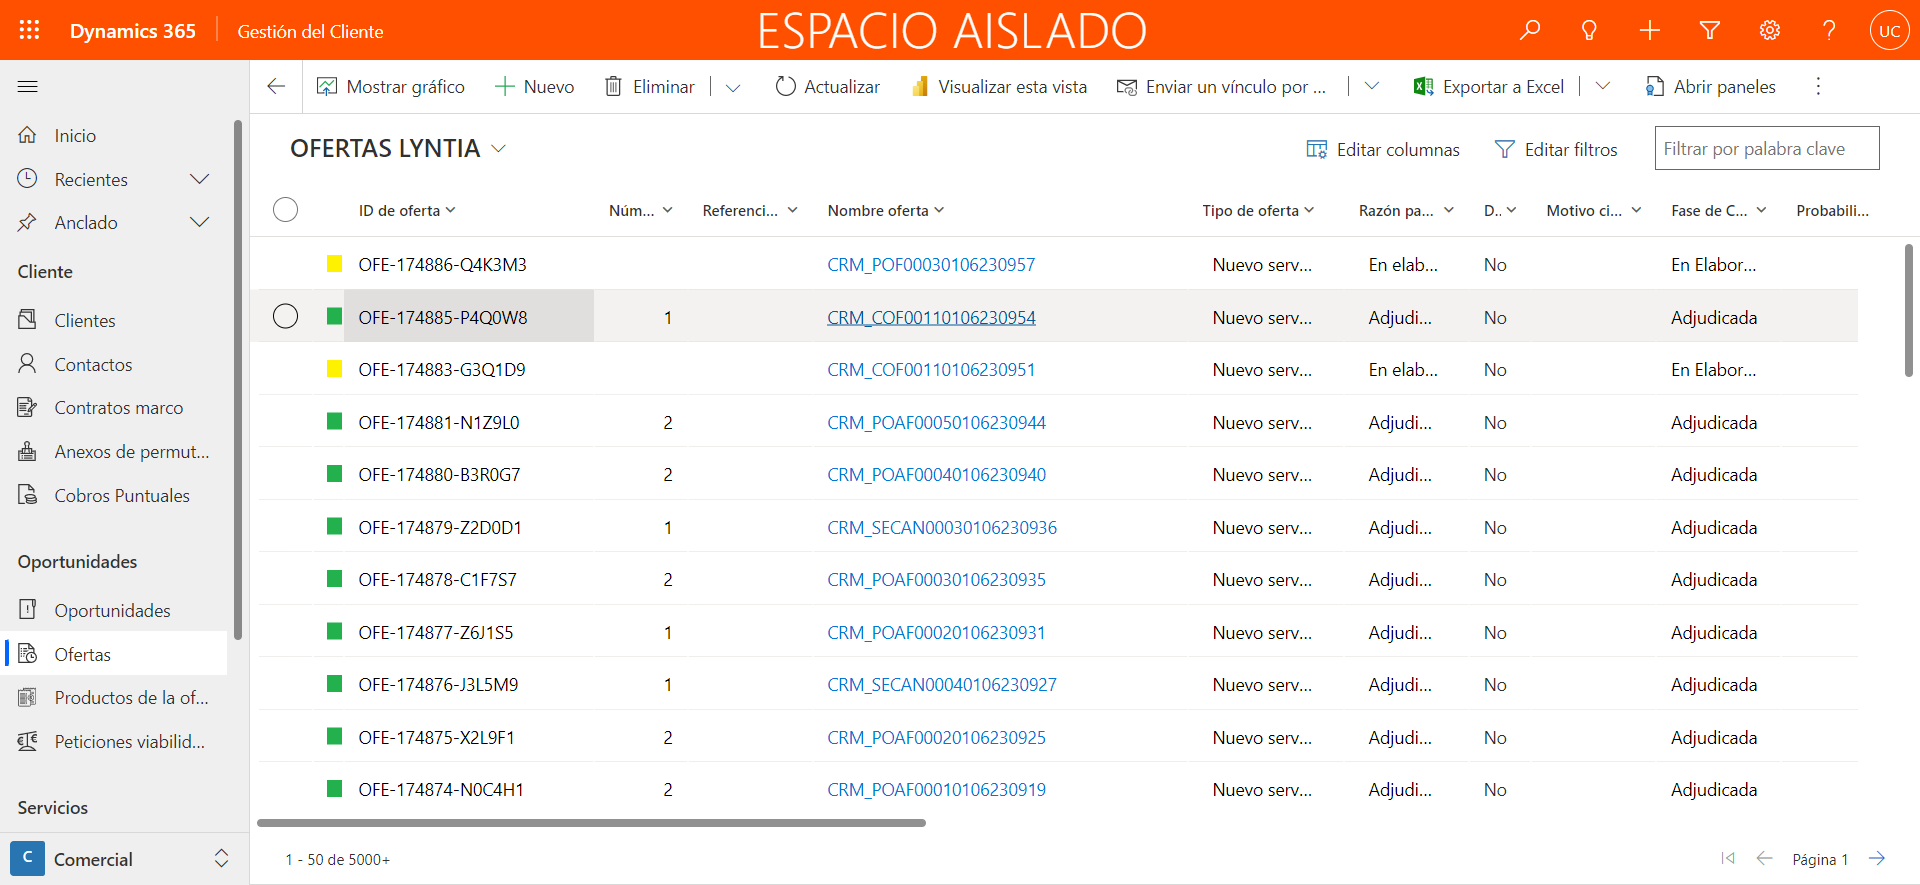 Dynamics 365
Gestión del Cliente
ESPACIO AISLADO
UC
Mostrar gráfico
Nuevo
Eliminar
Actualizar
Visualizar esta vista
Enviar un vínculo por ...
Exportar a Excel
Abrir paneles
Inicio
Recientes
Anclado
Cliente
Clientes
Contactos
Contratos marco
Anexos de permut...
Cobros Puntuales
Oportunidades
Oportunidades
Ofertas
Productos de la of...
Peticiones viabilid...
Servicios
C
Comercial
OFERTAS LYNTIA
Editar columnas
Editar filtros
Filtrar por palabra clave
ID de oferta Núm... Referenci... Nombre oferta Tipo de oferta Razón pa... D.. Motivo ci... Fase de C... Probabili...
OFE-174886-Q4K3M3 CRM_POF00030106230957 Nuevo serv... En elab... No En Elabor...
OFE-174885-P4Q0W8 1 CRM_COF00110106230954 Nuevo serv... Adjudi... No Adjudicada
OFE-174883-G3Q1D9 CRM_COF00110106230951 Nuevo serv... En elab... No En Elabor...
OFE-174881-N1Z9L0 2 CRM_POAF00050106230944 Nuevo serv... Adjudi... No Adjudicada
OFE-174880-B3R0G7 2 CRM_POAF00040106230940 Nuevo serv... Adjudi... No Adjudicada
OFE-174879-Z2D0D1 1 CRM_SECAN00030106230936 Nuevo serv... Adjudi... No Adjudicada
OFE-174878-C1F7S7 2 CRM_POAF00030106230935 Nuevo serv... Adjudi... No Adjudicada
OFE-174877-Z6J1S5 1 CRM_POAF00020106230931 Nuevo serv... Adjudi... No Adjudicada
OFE-174876-J3L5M9 1 CRM_SECAN00040106230927 Nuevo serv... Adjudi... No Adjudicada
OFE-174875-X2L9F1 2 CRM_POAF00020106230925 Nuevo serv... Adjudi... No Adjudicada
OFE-174874-N0C4H1 2 CRM_POAF00010106230919 Nuevo serv... Adjudi... No Adjudicada
1 - 50 de 5000+
Página 1